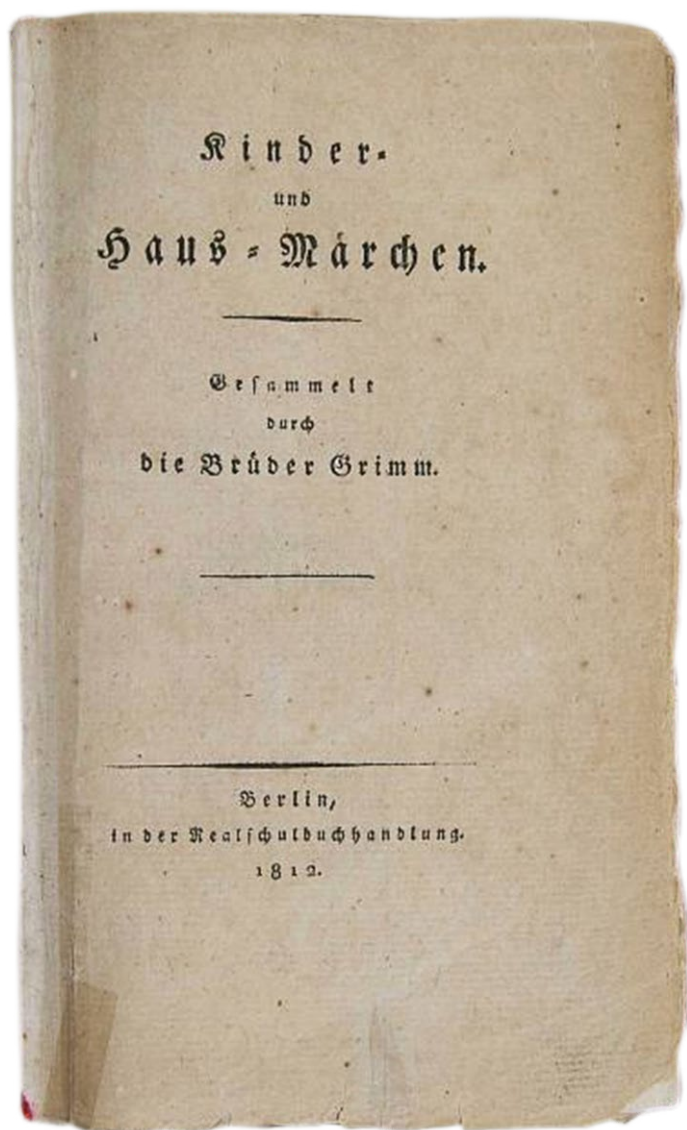 Kinder-
und
Haus-Märchen.
Gesammelt
durch
die Brüder Grimm.
Berlin,
in der Realschulbuchhandlung.
1812.